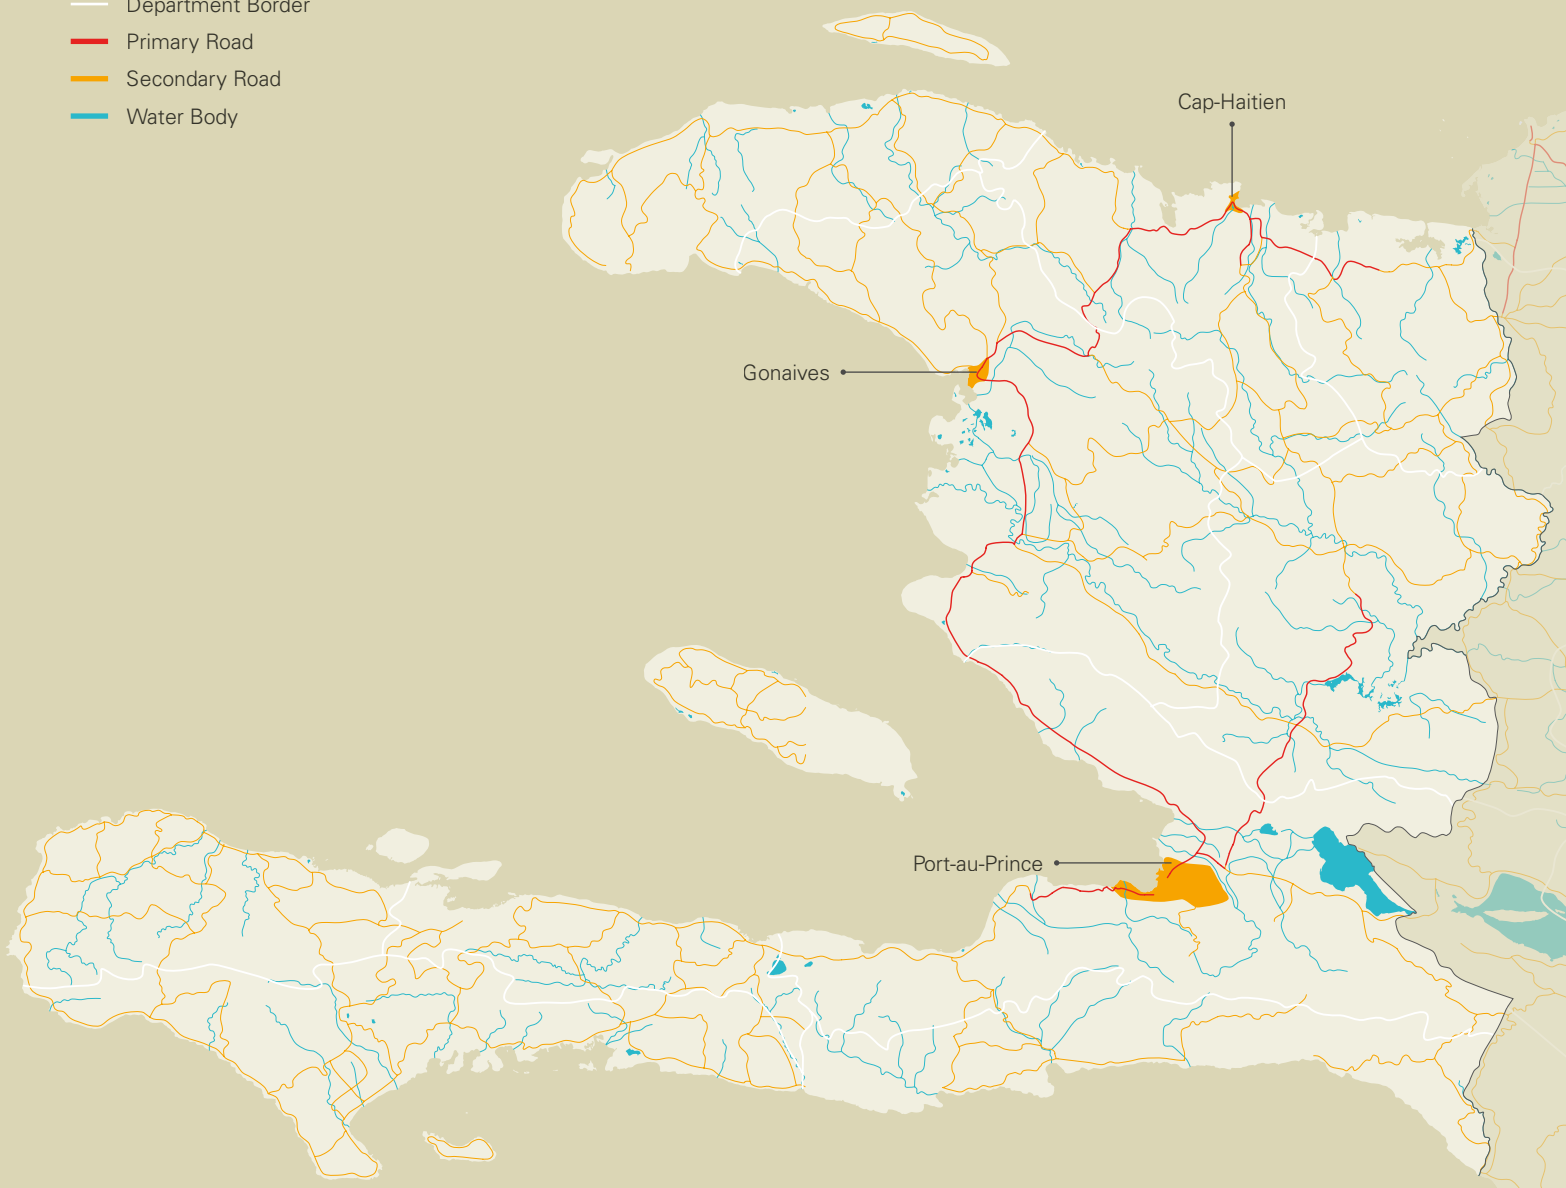 Department Border
Primary Road
Secondary Road
Water Body
Cap-Haitien
Gonaives
Port-au-Prince